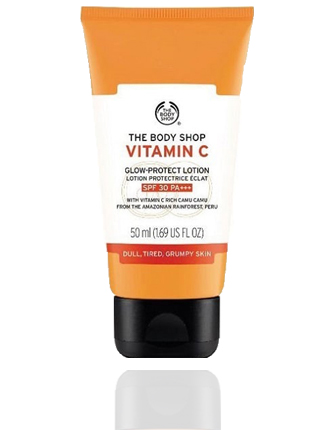 THE
BODY
SHOP
®
THE BODY SHOP
VITAMIN C
GLOW-PROTECT LOTION
LOTION PROTECTRICE ÉCLAT
SPF 30 PA+++
WITH VITAMIN C RICH CAMU CAMU
FROM THE AMAZONIAN RAINFOREST, PERU
50 ml (1.69 US FL OZ)
DULL, TIRED, GRUMPY SKIN